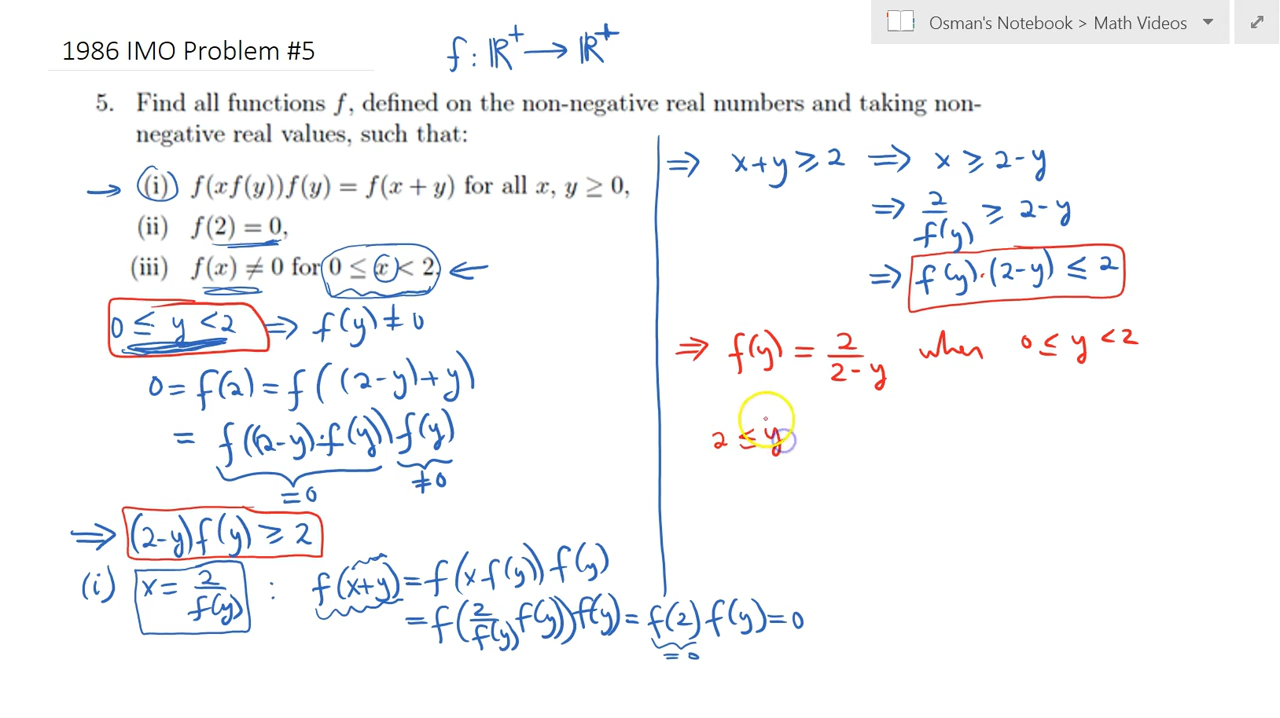 Osman's Notebook > Math Videos
1986 IMO Problem #5
f : ℝ⁺ → ℝ⁺
5. Find all functions f, defined on the non-negative real numbers and taking non-
negative real values, such that:
→ (i) f(xf(y))f(y) = f(x + y) for all x, y ≥ 0,
(ii) f(2) = 0,
(iii) f(x) ≠ 0 for 0 ≤ x < 2. ←
0 ≤ y < 2 ⇒ f(y) ≠ 0
0 = f(2) = f((2-y)+y)
= f((2-y)·f(y)) f(y)
= 0 ≠ 0
⇒ (2-y)f(y) ≥ 2
(i) x = 2/f(y) : f(x+y) = f(x f(y)) f(y)
= f(2/f(y) f(y)) f(y) = f(2) f(y) = 0
= 0
⇒ x+y ≥ 2 ⇒ x ≥ 2-y
⇒ 2/f(y) ≥ 2-y
⇒ f(y)·(2-y) ≤ 2
⇒ f(y) = 2/(2-y) when 0 ≤ y < 2
2 ≤ y